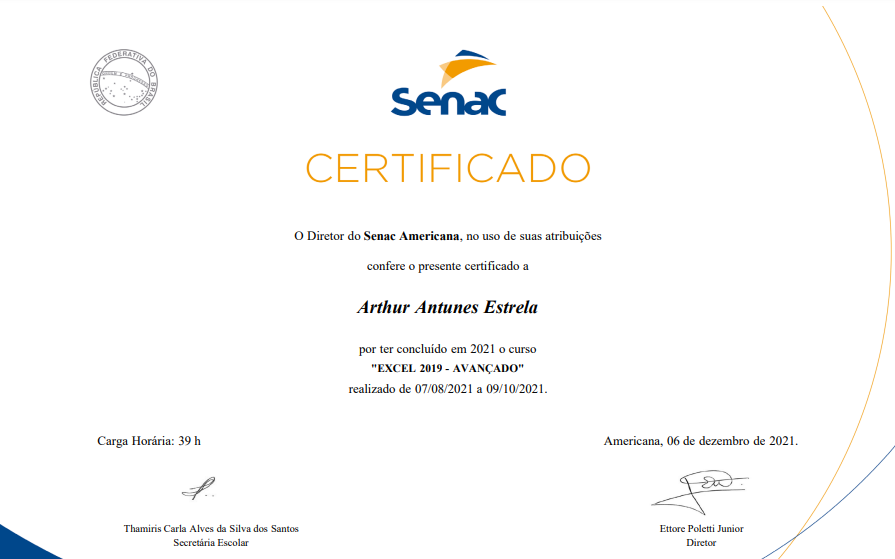 REPÚBLICA FEDERATIVA DO BRASIL
Senac
CERTIFICADO
O Diretor do Senac Americana, no uso de suas atribuições
confere o presente certificado a
Arthur Antunes Estrela
por ter concluído em 2021 o curso
"EXCEL 2019 - AVANÇADO"
realizado de 07/08/2021 a 09/10/2021.
Carga Horária: 39 h
Americana, 06 de dezembro de 2021.
Thamiris Carla Alves da Silva dos Santos
Secretária Escolar
Ettore Poletti Junior
Diretor